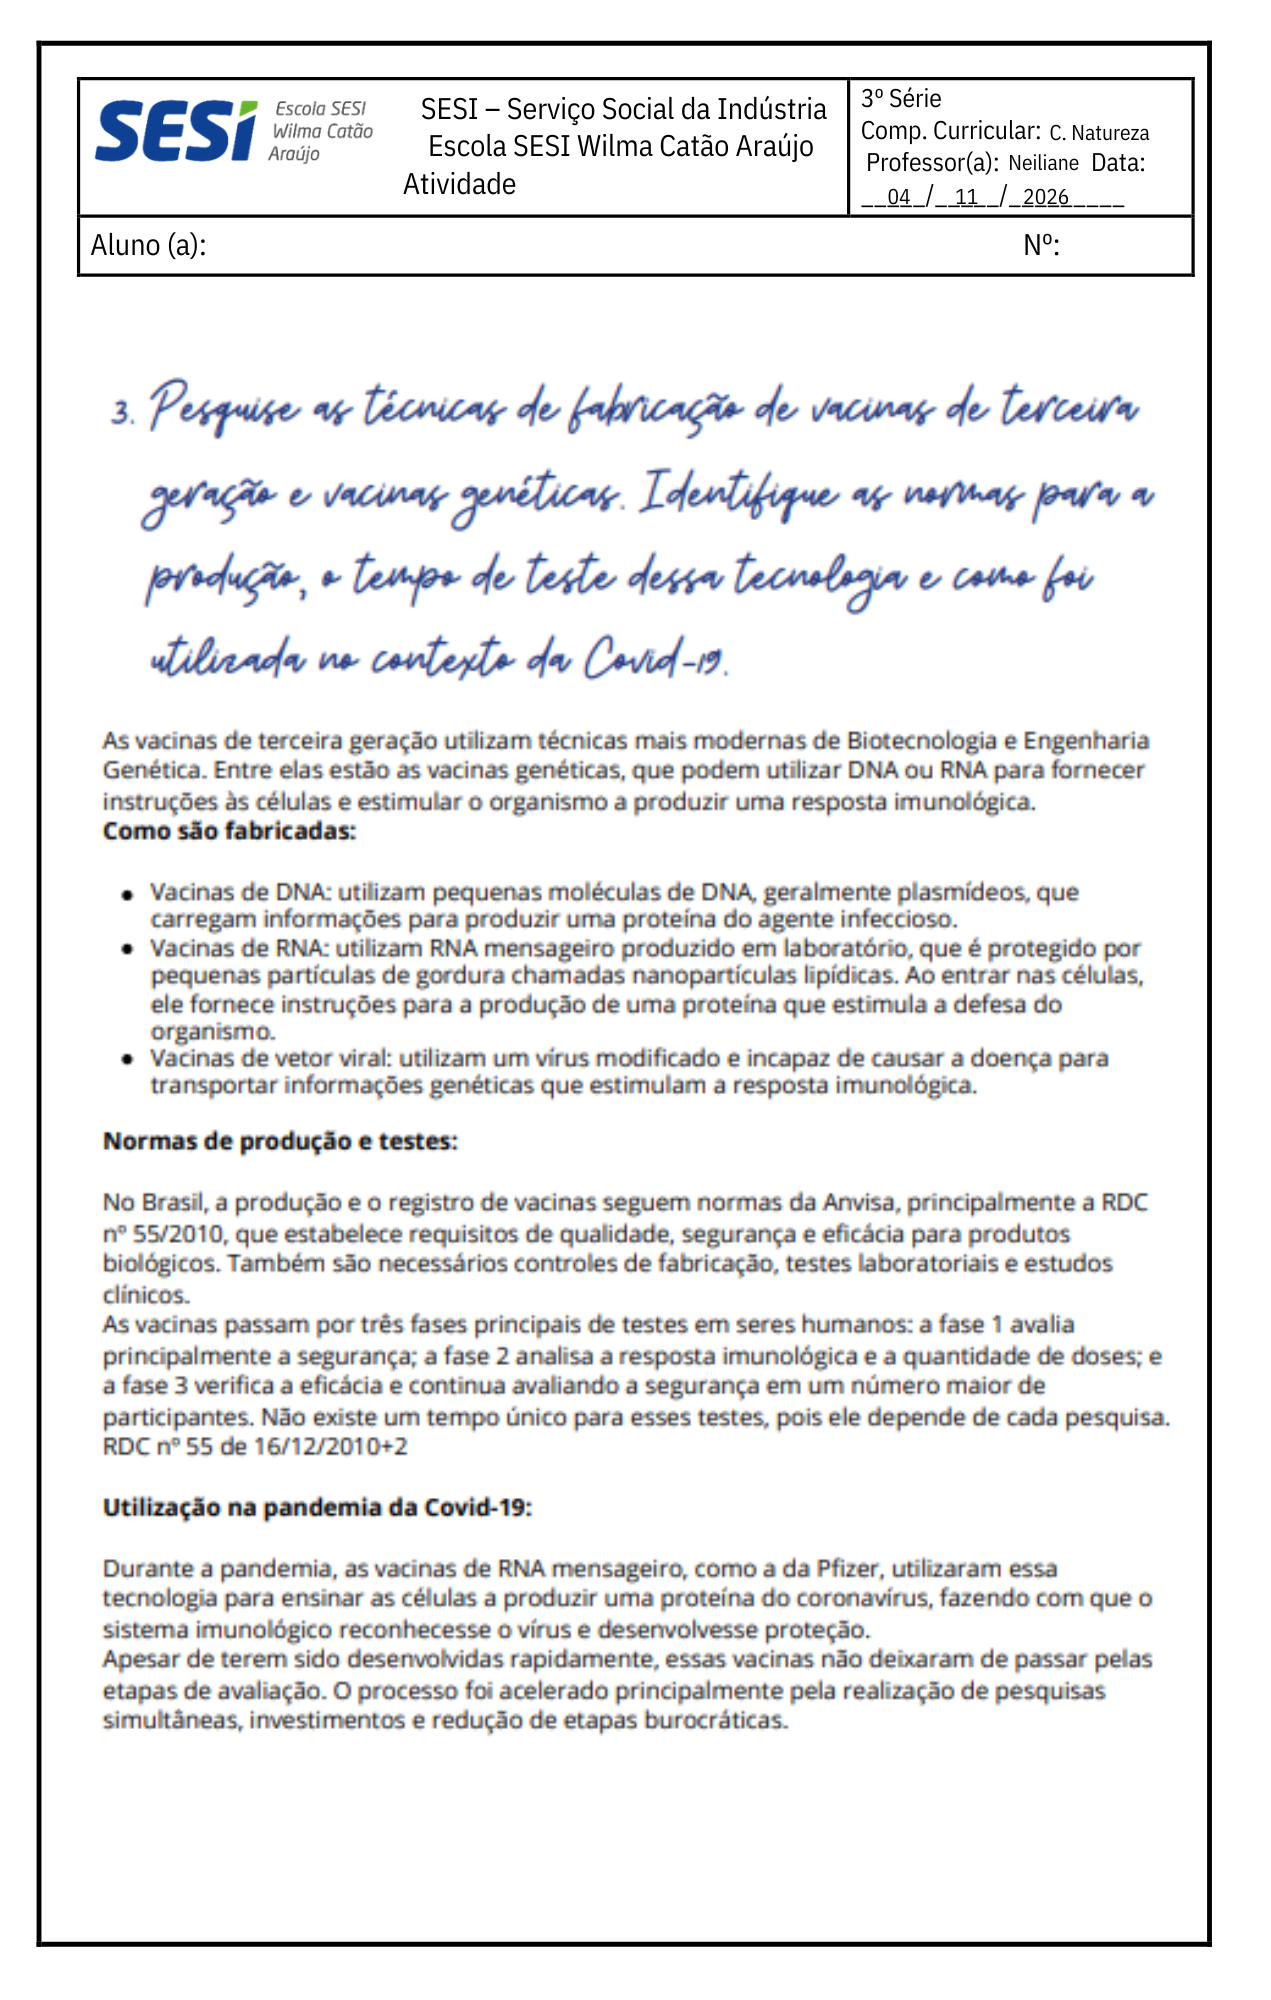 SESI
Escola SESI
Wilma Catão
Araújo
SESI – Serviço Social da Indústria
Escola SESI Wilma Catão Araújo
Atividade
3º Série
Comp. Curricular: C. Natureza
Professor(a): Neiliane Data:
__04_/__11__/_2026____
Aluno (a):
Nº:
3. Pesquise as técnicas de fabricação de vacinas de terceira
geração e vacinas genéticas. Identifique as normas para a
produção, o tempo de teste dessa tecnologia e como foi
utilizada no contexto da Covid-19.
As vacinas de terceira geração utilizam técnicas mais modernas de Biotecnologia e Engenharia
Genética. Entre elas estão as vacinas genéticas, que podem utilizar DNA ou RNA para fornecer
instruções às células e estimular o organismo a produzir uma resposta imunológica.
Como são fabricadas:
● Vacinas de DNA: utilizam pequenas moléculas de DNA, geralmente plasmídeos, que
carregam informações para produzir uma proteína do agente infeccioso.
● Vacinas de RNA: utilizam RNA mensageiro produzido em laboratório, que é protegido por
pequenas partículas de gordura chamadas nanopartículas lipídicas. Ao entrar nas células,
ele fornece instruções para a produção de uma proteína que estimula a defesa do
organismo.
● Vacinas de vetor viral: utilizam um vírus modificado e incapaz de causar a doença para
transportar informações genéticas que estimulam a resposta imunológica.
Normas de produção e testes:
No Brasil, a produção e o registro de vacinas seguem normas da Anvisa, principalmente a RDC
nº 55/2010, que estabelece requisitos de qualidade, segurança e eficácia para produtos
biológicos. Também são necessários controles de fabricação, testes laboratoriais e estudos
clínicos.
As vacinas passam por três fases principais de testes em seres humanos: a fase 1 avalia
principalmente a segurança; a fase 2 analisa a resposta imunológica e a quantidade de doses; e
a fase 3 verifica a eficácia e continua avaliando a segurança em um número maior de
participantes. Não existe um tempo único para esses testes, pois ele depende de cada pesquisa.
RDC nº 55 de 16/12/2010+2
Utilização na pandemia da Covid-19:
Durante a pandemia, as vacinas de RNA mensageiro, como a da Pfizer, utilizaram essa
tecnologia para ensinar as células a produzir uma proteína do coronavírus, fazendo com que o
sistema imunológico reconhecesse o vírus e desenvolvesse proteção.
Apesar de terem sido desenvolvidas rapidamente, essas vacinas não deixaram de passar pelas
etapas de avaliação. O processo foi acelerado principalmente pela realização de pesquisas
simultâneas, investimentos e redução de etapas burocráticas.